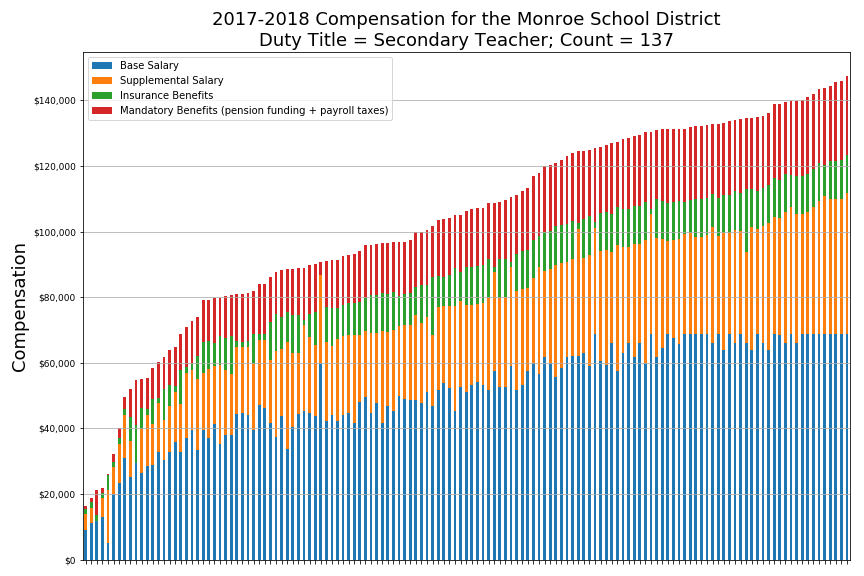 2017-2018 Compensation for the Monroe School District
Duty Title = Secondary Teacher; Count = 137
Base Salary
Supplemental Salary
Insurance Benefits
Mandatory Benefits (pension funding + payroll taxes)
Compensation
$140,000
$120,000
$100,000
$80,000
$60,000
$40,000
$20,000
$0